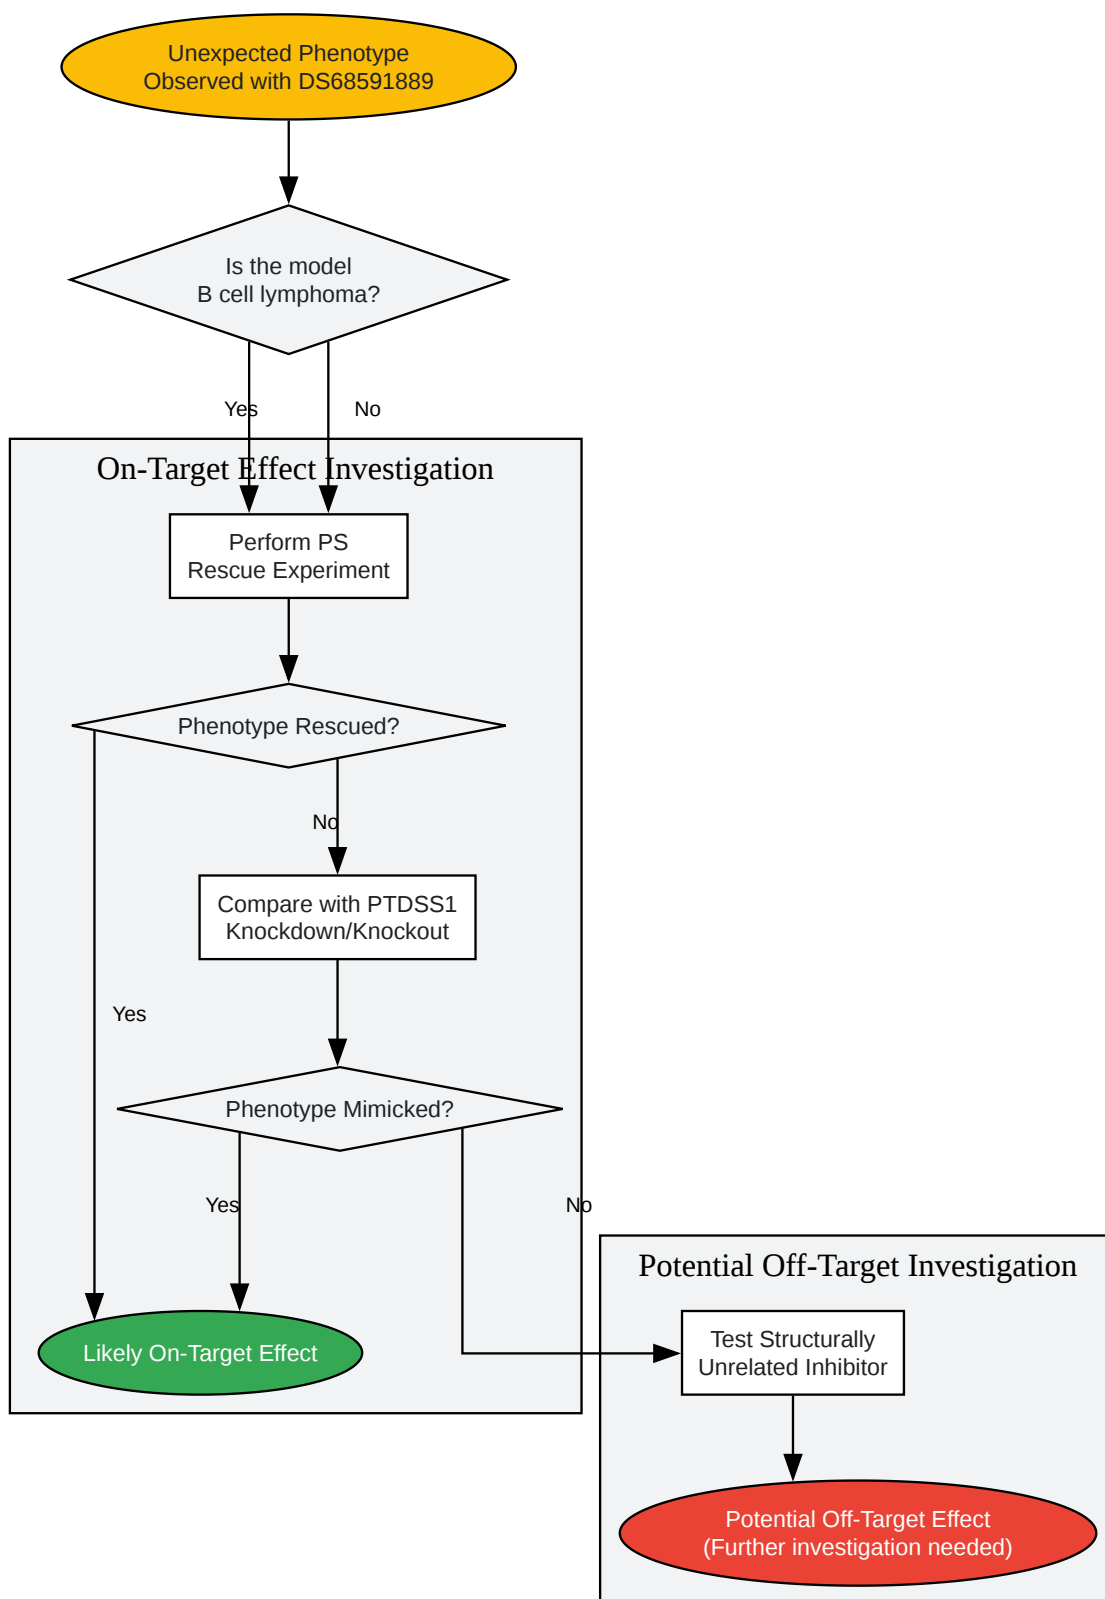 Unexpected Phenotype
Observed with DS68591889
Is the model
B cell lymphoma?
Yes
No
On-Target Effect Investigation
Perform PS
Rescue Experiment
Phenotype Rescued?
No
Compare with PTDSS1
Knockdown/Knockout
Yes
Phenotype Mimicked?
Yes
No
Likely On-Target Effect
Potential Off-Target Investigation
Test Structurally
Unrelated Inhibitor
Potential Off-Target Effect
(Further investigation needed)